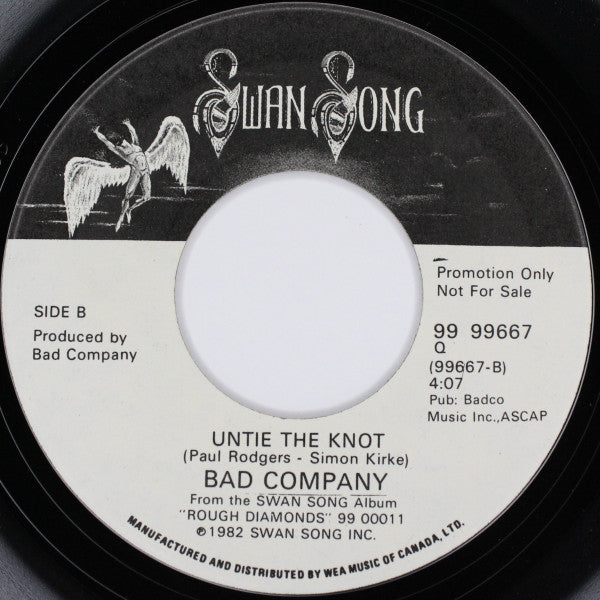 SWAN SONG
Promotion Only
Not For Sale
SIDE B
Produced by
Bad Company
99 99667
Q
(99667-B)
4:07
Pub: Badco
Music Inc.,ASCAP
UNTIE THE KNOT
(Paul Rodgers - Simon Kirke)
BAD COMPANY
From the SWAN SONG Album
"ROUGH DIAMONDS" 99 00011
℗1982 SWAN SONG INC.
MANUFACTURED AND DISTRIBUTED BY WEA MUSIC OF CANADA, LTD.